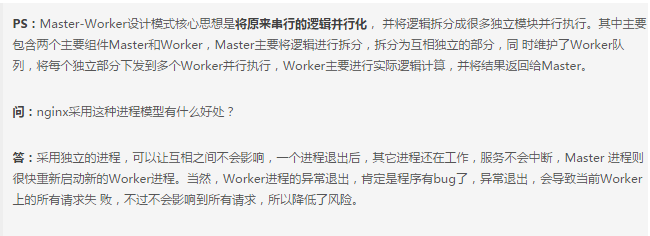 PS：Master-Worker设计模式核心思想是将原来串行的逻辑并行化， 并将逻辑拆分成很多独立模块并行执行。其中主要
包含两个主要组件Master和Worker，Master主要将逻辑进行拆分，拆分为互相独立的部分，同 时维护了Worker队
列，将每个独立部分下发到多个Worker并行执行，Worker主要进行实际逻辑计算，并将结果返回给Master。
问：nginx采用这种进程模型有什么好处？
答：采用独立的进程，可以让互相之间不会影响，一个进程退出后，其它进程还在工作，服务不会中断，Master 进程则
很快重新启动新的Worker进程。当然，Worker进程的异常退出，肯定是程序有bug了，异常退出，会导致当前Worker
上的所有请求失 败，不过不会影响到所有请求，所以降低了风险。